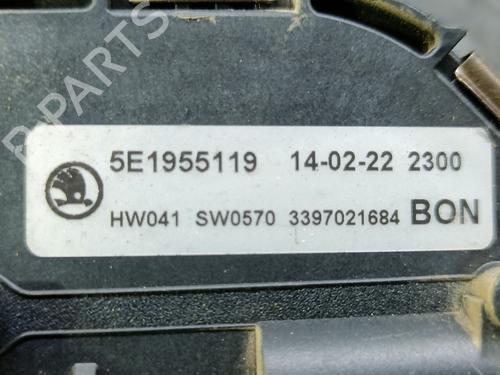 B PARTS
5E1955119 14-02-22 2300
HW041 SW0570 3397021684 BON